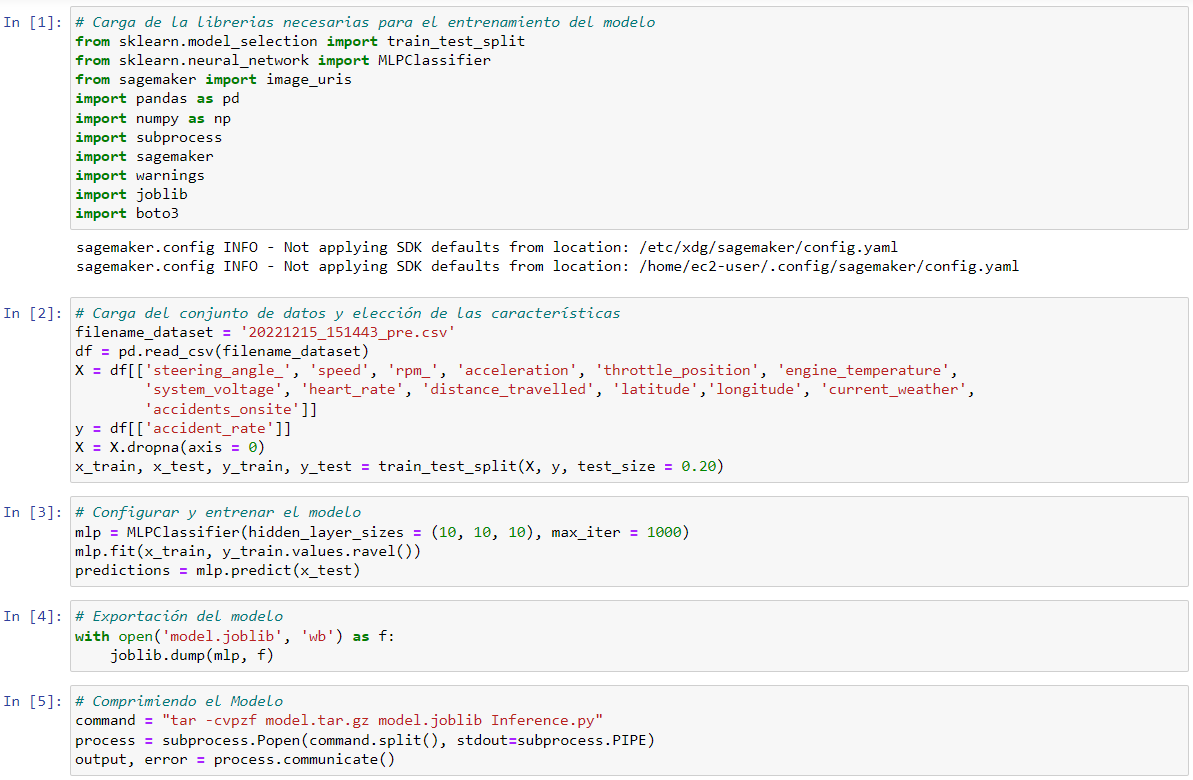 In [1]: # Carga de la librerias necesarias para el entrenamiento del modelo
from sklearn.model_selection import train_test_split
from sklearn.neural_network import MLPClassifier
from sagemaker import image_uris
import pandas as pd
import numpy as np
import subprocess
import sagemaker
import warnings
import joblib
import boto3
sagemaker.config INFO - Not applying SDK defaults from location: /etc/xdg/sagemaker/config.yaml
sagemaker.config INFO - Not applying SDK defaults from location: /home/ec2-user/.config/sagemaker/config.yaml
In [2]: # Carga del conjunto de datos y elección de las características
filename_dataset = '20221215_151443_pre.csv'
df = pd.read_csv(filename_dataset)
X = df[['steering_angle_', 'speed', 'rpm_', 'acceleration', 'throttle_position', 'engine_temperature',
'system_voltage', 'heart_rate', 'distance_travelled', 'latitude','longitude', 'current_weather',
'accidents_onsite']]
y = df[['accident_rate']]
X = X.dropna(axis = 0)
x_train, x_test, y_train, y_test = train_test_split(X, y, test_size = 0.20)
In [3]: # Configurar y entrenar el modelo
mlp = MLPClassifier(hidden_layer_sizes = (10, 10, 10), max_iter = 1000)
mlp.fit(x_train, y_train.values.ravel())
predictions = mlp.predict(x_test)
In [4]: # Exportación del modelo
with open('model.joblib', 'wb') as f:
joblib.dump(mlp, f)
In [5]: # Comprimiendo el Modelo
command = "tar -cvpzf model.tar.gz model.joblib Inference.py"
process = subprocess.Popen(command.split(), stdout=subprocess.PIPE)
output, error = process.communicate()